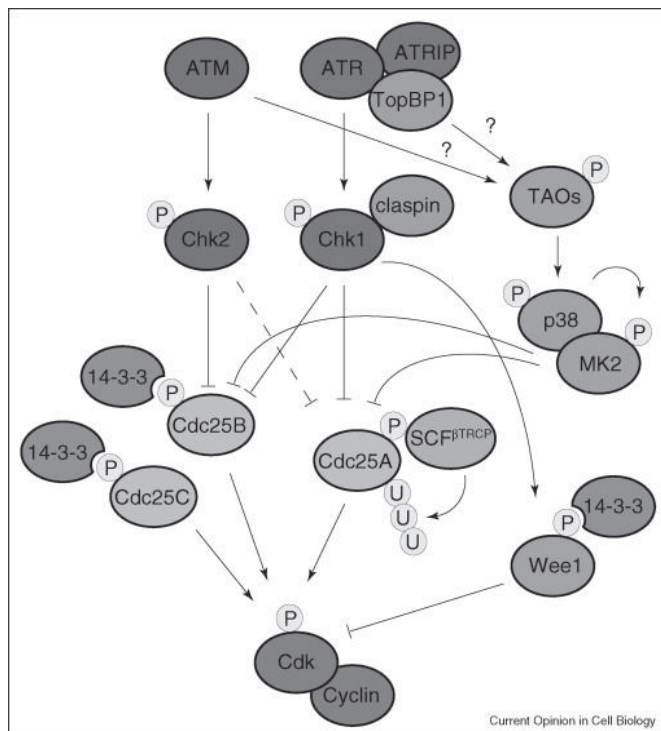 ATM
ATR
ATRIP
TopBP1
?
?
P
TAOs
P
Chk2
P
Chk1
claspin
P
p38
P
MK2
14-3-3
P
Cdc25B
14-3-3
P
Cdc25C
P
SCFβTRCP
Cdc25A
U
U
U
14-3-3
P
Wee1
P
Cdk
Cyclin
Current Opinion in Cell Biology